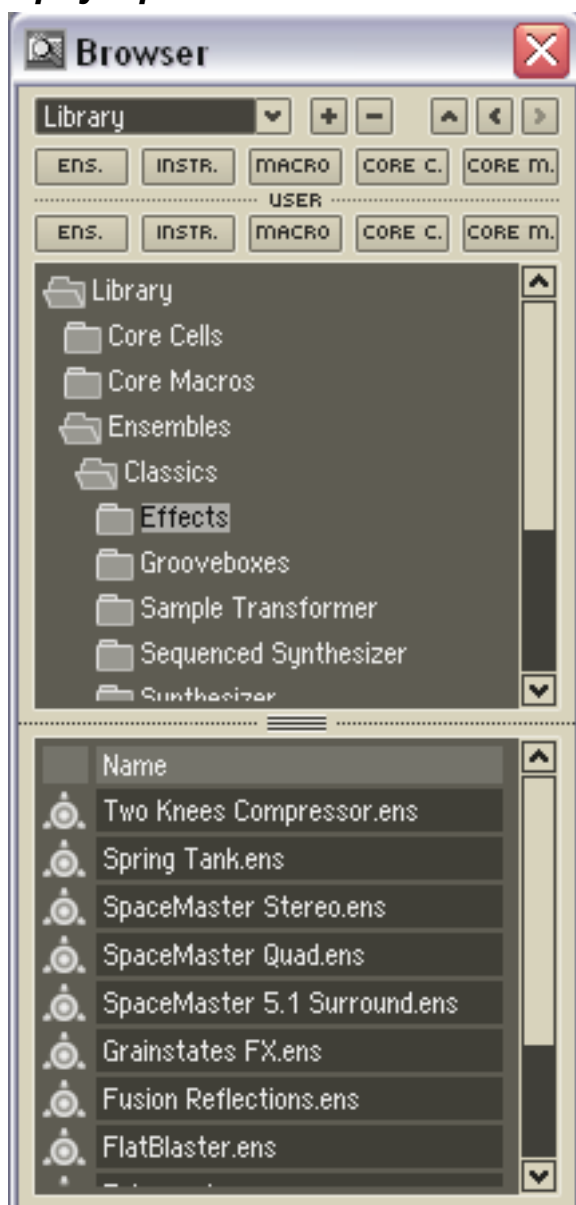 Browser
Library
ENS. INSTR. MACRO CORE C. CORE M.
USER
ENS. INSTR. MACRO CORE C. CORE M.
Library
Core Cells
Core Macros
Ensembles
Classics
Effects
Grooveboxes
Sample Transformer
Sequenced Synthesizer
Synthesizer
Name
Two Knees Compressor.ens
Spring Tank.ens
SpaceMaster Stereo.ens
SpaceMaster Quad.ens
SpaceMaster 5.1 Surround.ens
Grainstates FX.ens
Fusion Reflections.ens
FlatBlaster.ens